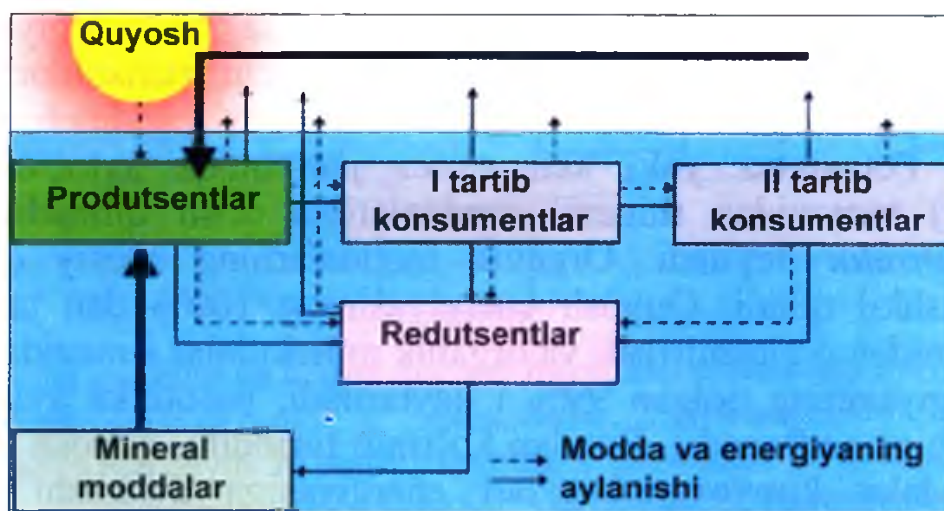 Quyosh
Produtsentlar
I tartib
konsumentlar
II tartib
konsumentlar
Redutsentlar
Mineral
moddalar
Modda va energiyaning
aylanishi